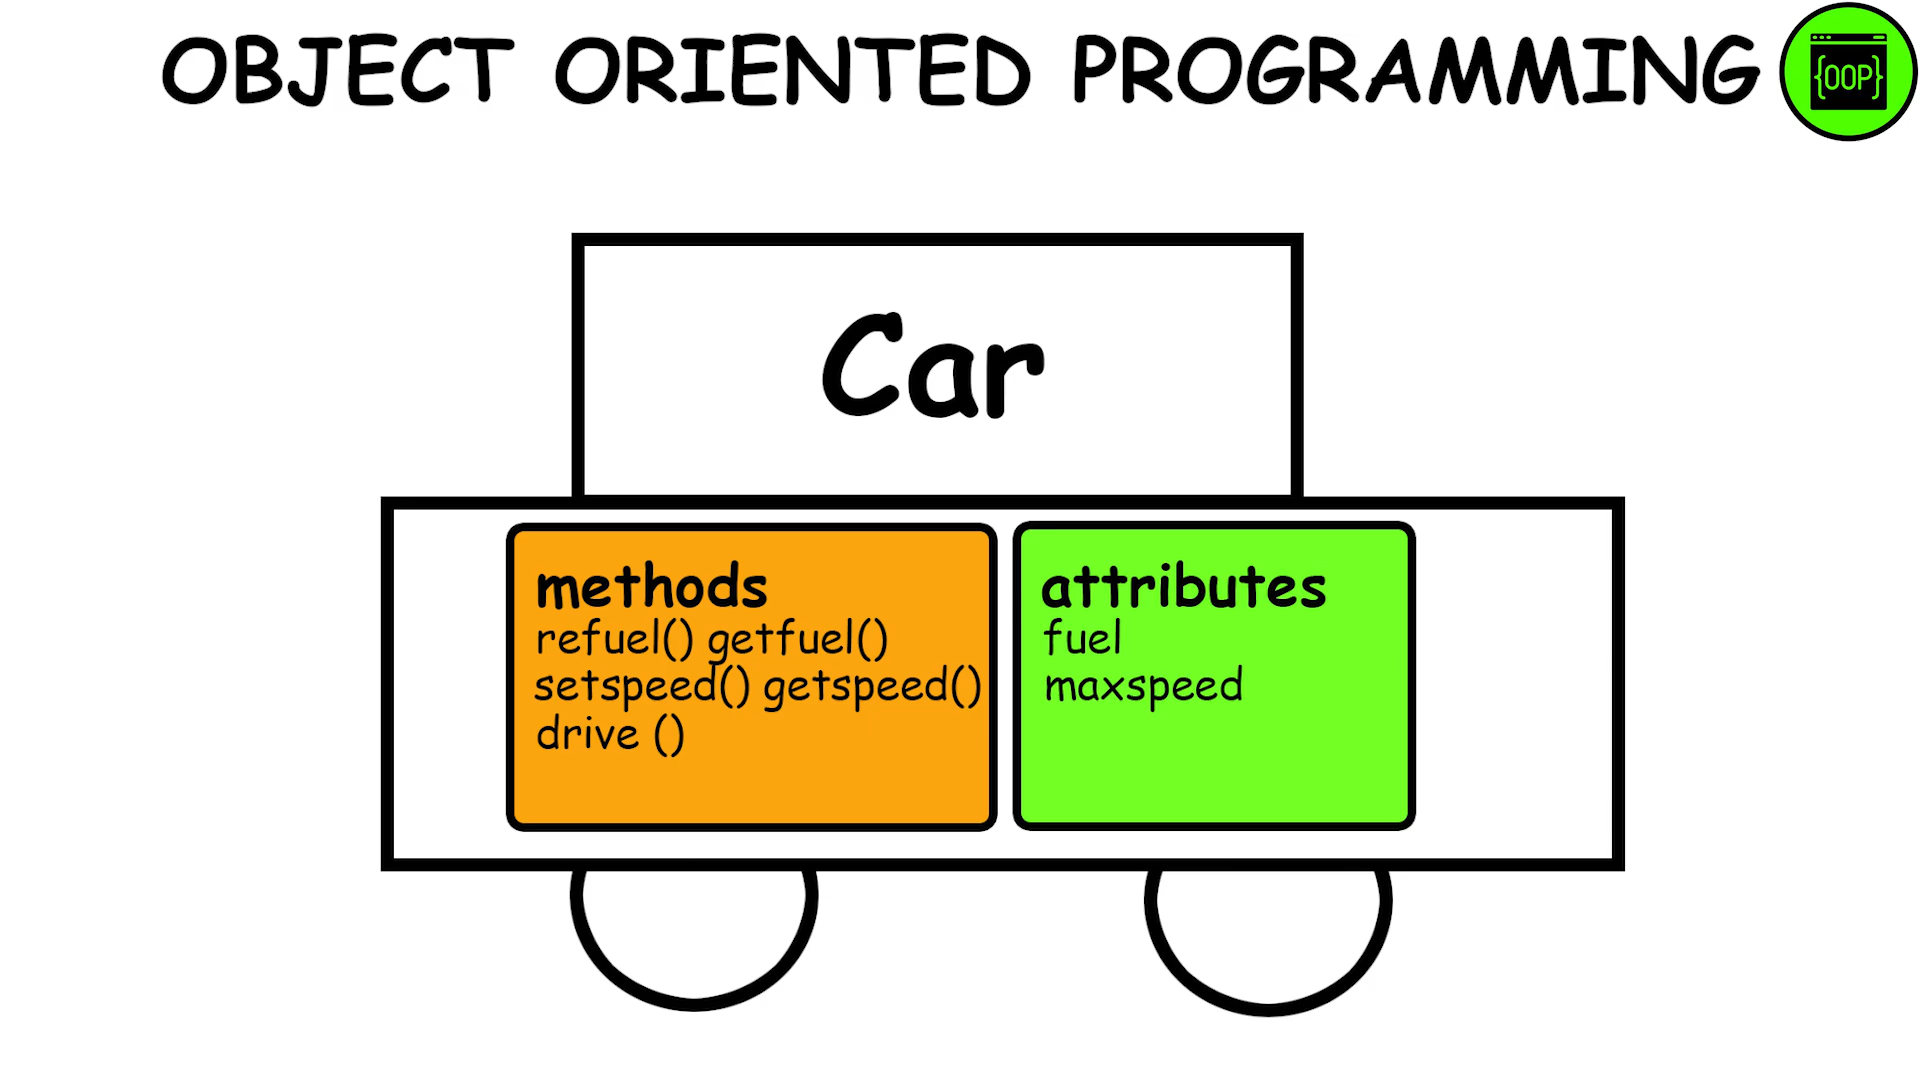 OBJECT ORIENTED PROGRAMMING
{OOP}
Car
methods
refuel() getfuel()
setspeed() getspeed()
drive ()
attributes
fuel
maxspeed